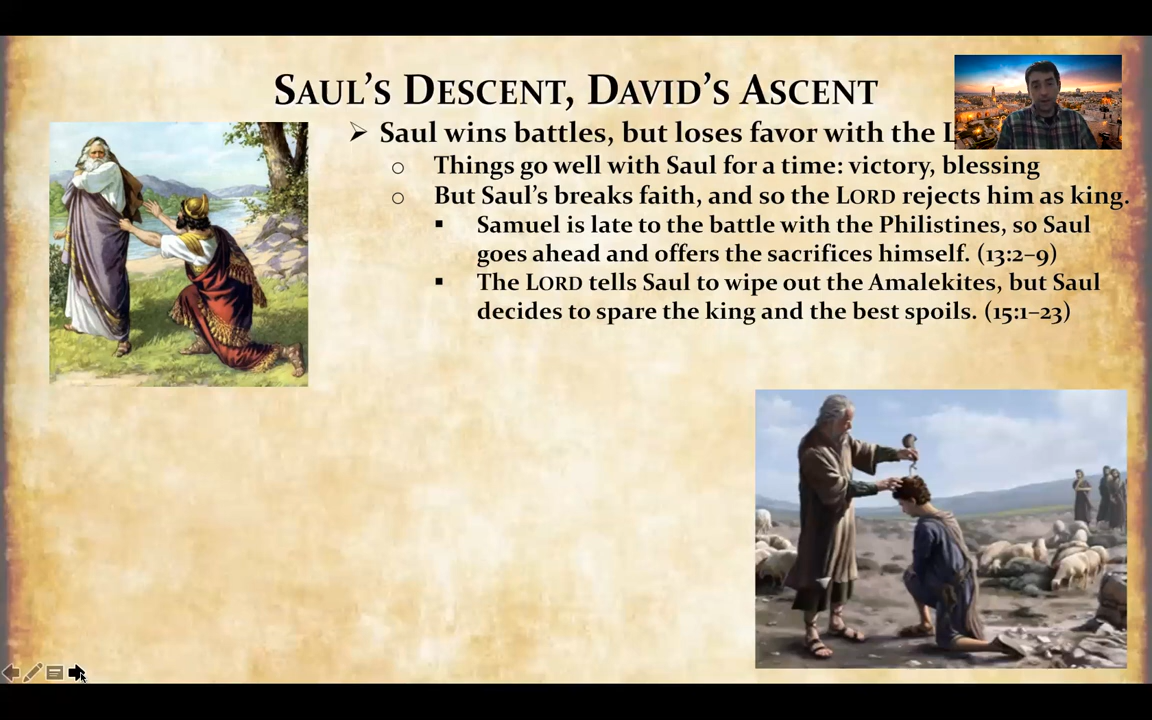 SAUL'S DESCENT, DAVID'S ASCENT
Saul wins battles, but loses favor with the
Things go well with Saul for a time: victory, blessing
But Saul's breaks faith, and so the LORD rejects him as king.
Samuel is late to the battle with the Philistines, so Saul
goes ahead and offers the sacrifices himself. (13:2–9)
The LORD tells Saul to wipe out the Amalekites, but Saul
decides to spare the king and the best spoils. (15:1–23)